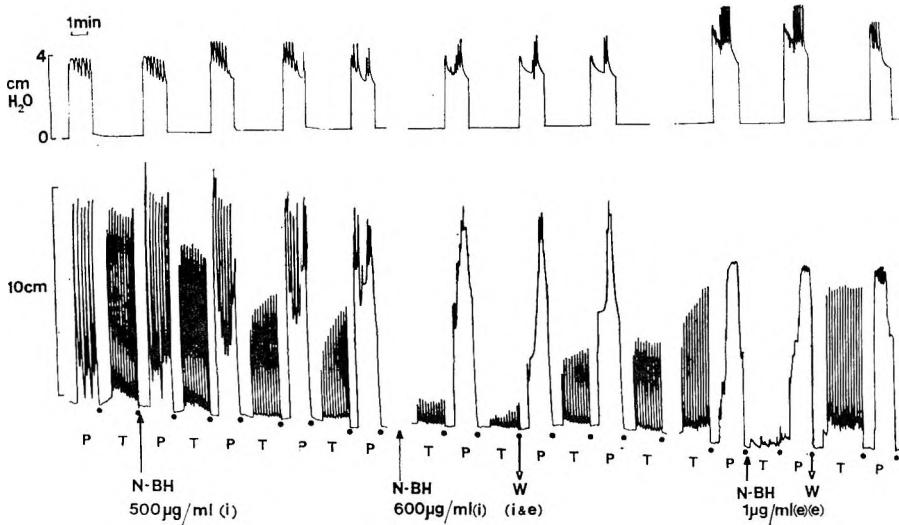 1min
4
cm
H₂O
0
10cm
P T P T P T P T P T P T P T P T T P T P T P
N-BH N-BH W N-BH W
500µg/ml (i) 600µg/ml(i) (i&e) 1µg/ml(e)(e)